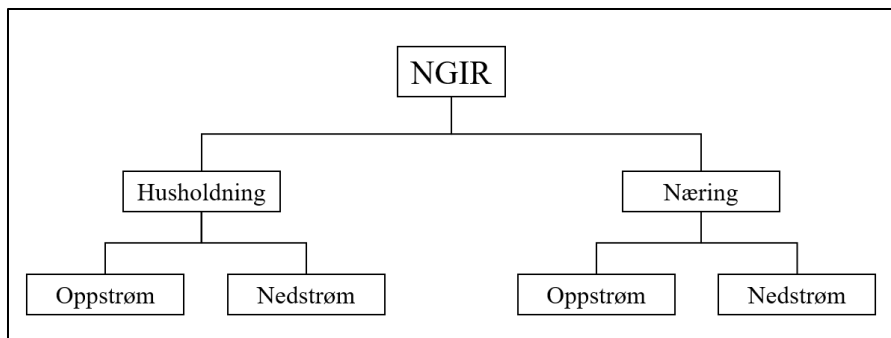 NGIR
Husholdning
Næring
Oppstrøm
Nedstrøm
Oppstrøm
Nedstrøm